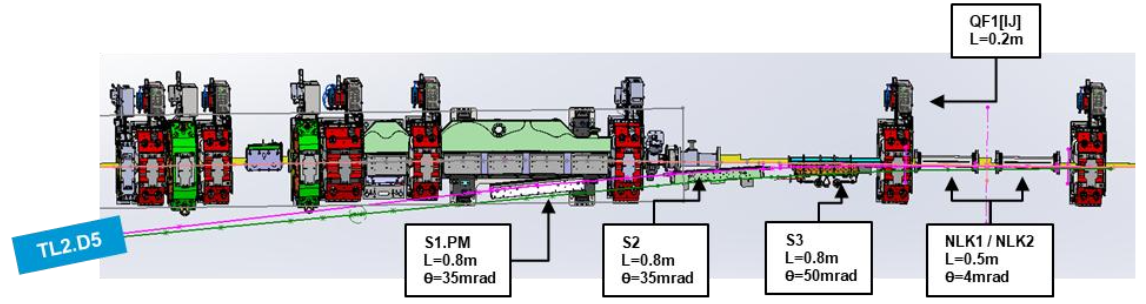 QF1[IJ]
L=0.2m
TL2.D5
S1.PM
L=0.8m
Θ=35mrad
S2
L=0.8m
Θ=35mrad
S3
L=0.8m
Θ=50mrad
NLK1 / NLK2
L=0.5m
Θ=4mrad